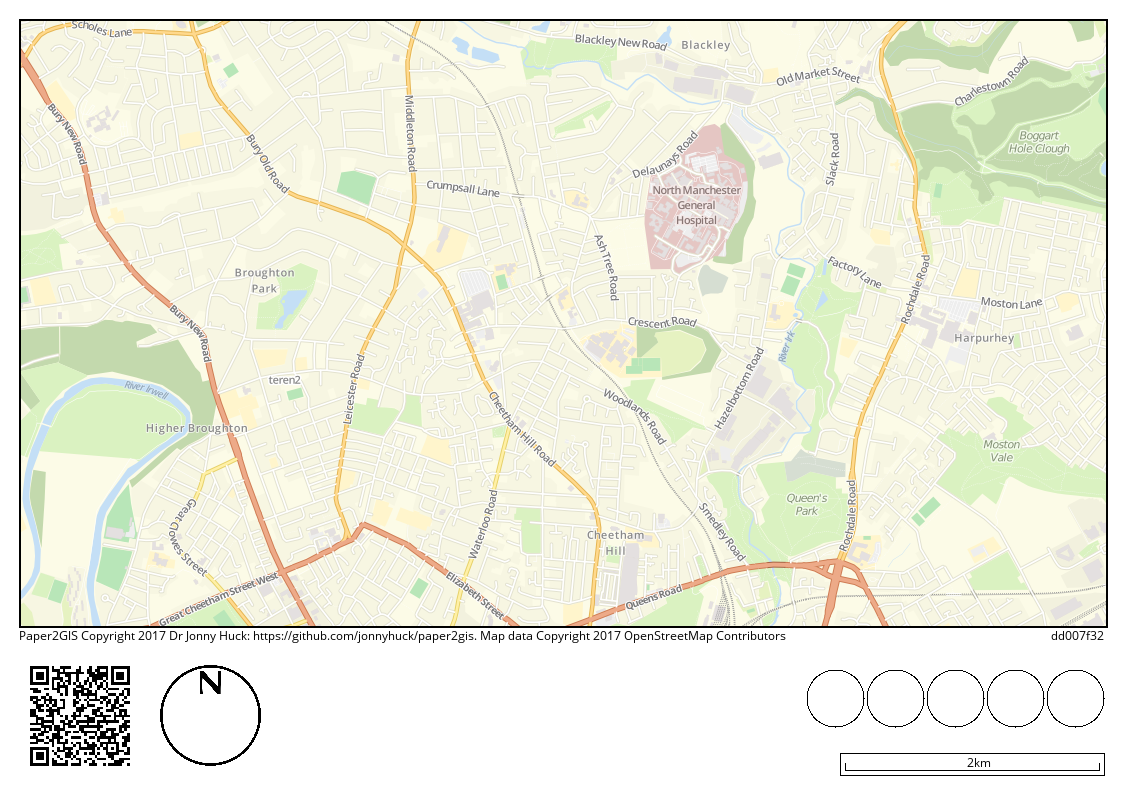 Scholes Lane
Blackley New Road
Blackley
Old Market Street
Charlestown Road
Bury New Road
Middleton Road
Bury Old Road
Delaunays Road
Slack Road
Boggart
Hole Clough
Crumpsall Lane
North Manchester
General
Hospital
Ash Tree Road
Factory Lane
Rochdale Road
Broughton
Park
Bury New Road
Crescent Road
River Irk
Moston Lane
Harpurhey
teren2
River Irwell
Leicester Road
Hazelbottom Road
Higher Broughton
Cheetham Hill Road
Woodlands Road
Moston
Vale
Great Clowes Street
Waterloo Road
Queen's
Park
Rochdale Road
Smedley Road
Cheetham
Hill
Great Cheetham Street West
Elizabeth Street
Queens Road
Paper2GIS Copyright 2017 Dr Jonny Huck: https://github.com/jonnyhuck/paper2gis. Map data Copyright 2017 OpenStreetMap Contributors
dd007f32
N
2km